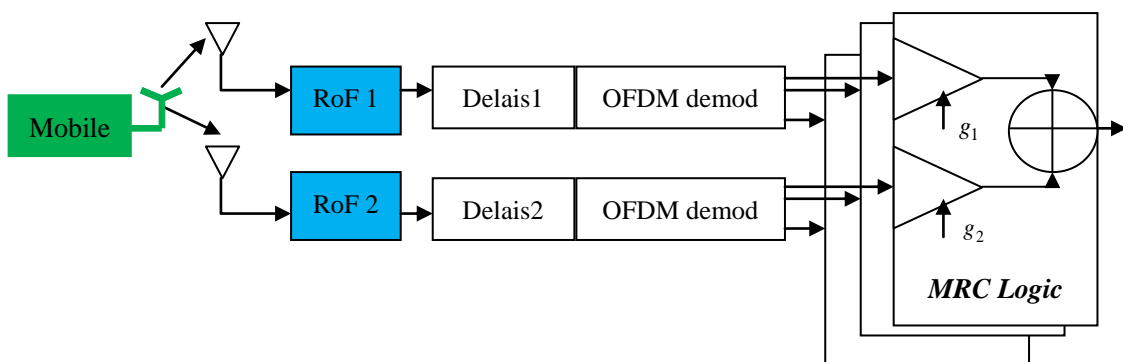 Mobile
RoF 1
Delais1
OFDM demod
g1
RoF 2
Delais2
OFDM demod
g2
MRC Logic